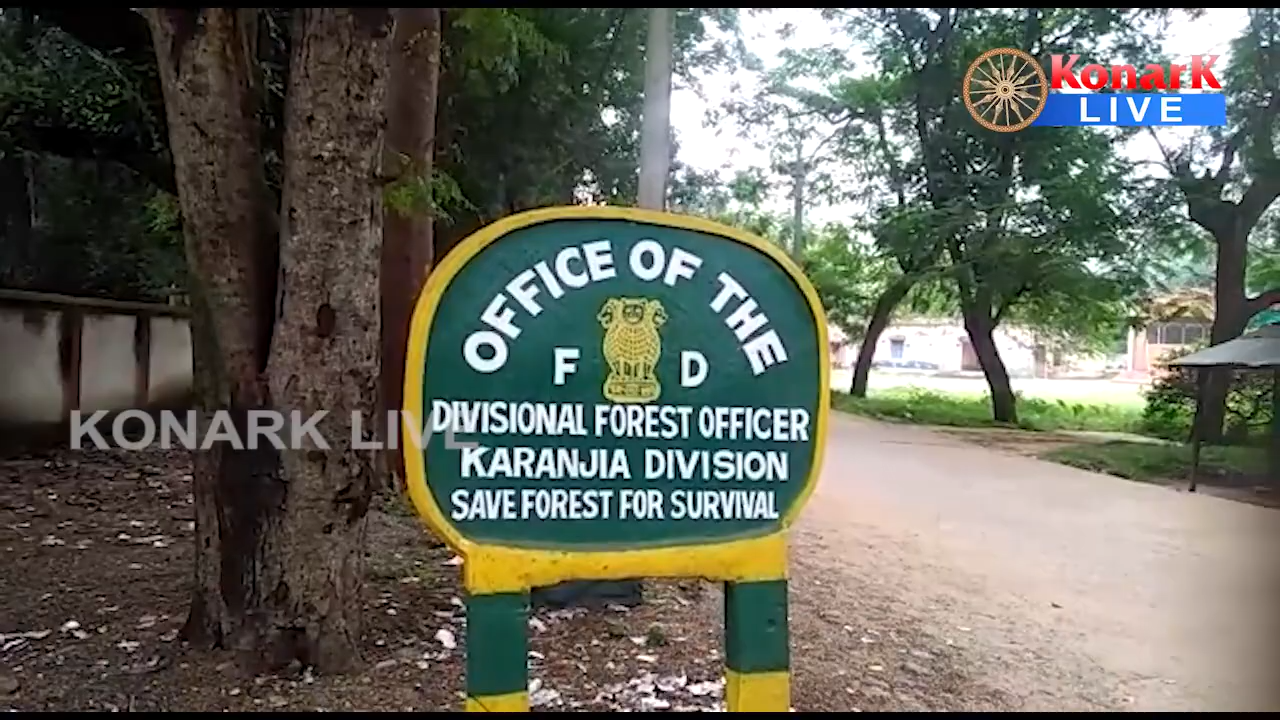 KonarK
LIVE
OFFICE OF THE
F D
DIVISIONAL FOREST OFFICER
KARANJIA DIVISION
SAVE FOREST FOR SURVIVAL
KONARK LIVE